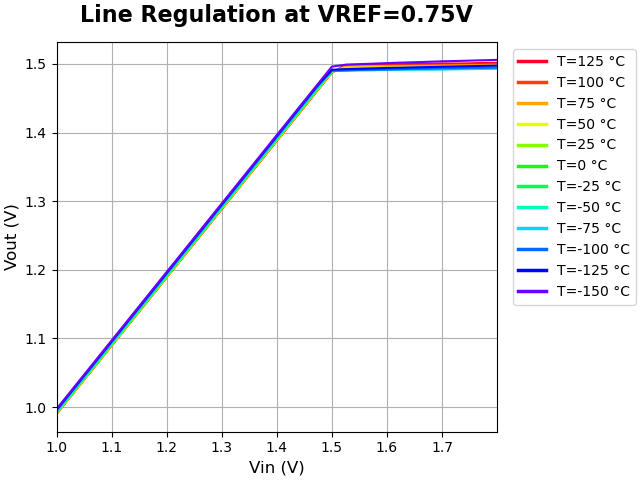 Line Regulation at VREF=0.75V
Vout (V)
1.5
1.4
1.3
1.2
1.1
1.0
1.0 1.1 1.2 1.3 1.4 1.5 1.6 1.7
Vin (V)
T=125 °C
T=100 °C
T=75 °C
T=50 °C
T=25 °C
T=0 °C
T=-25 °C
T=-50 °C
T=-75 °C
T=-100 °C
T=-125 °C
T=-150 °C